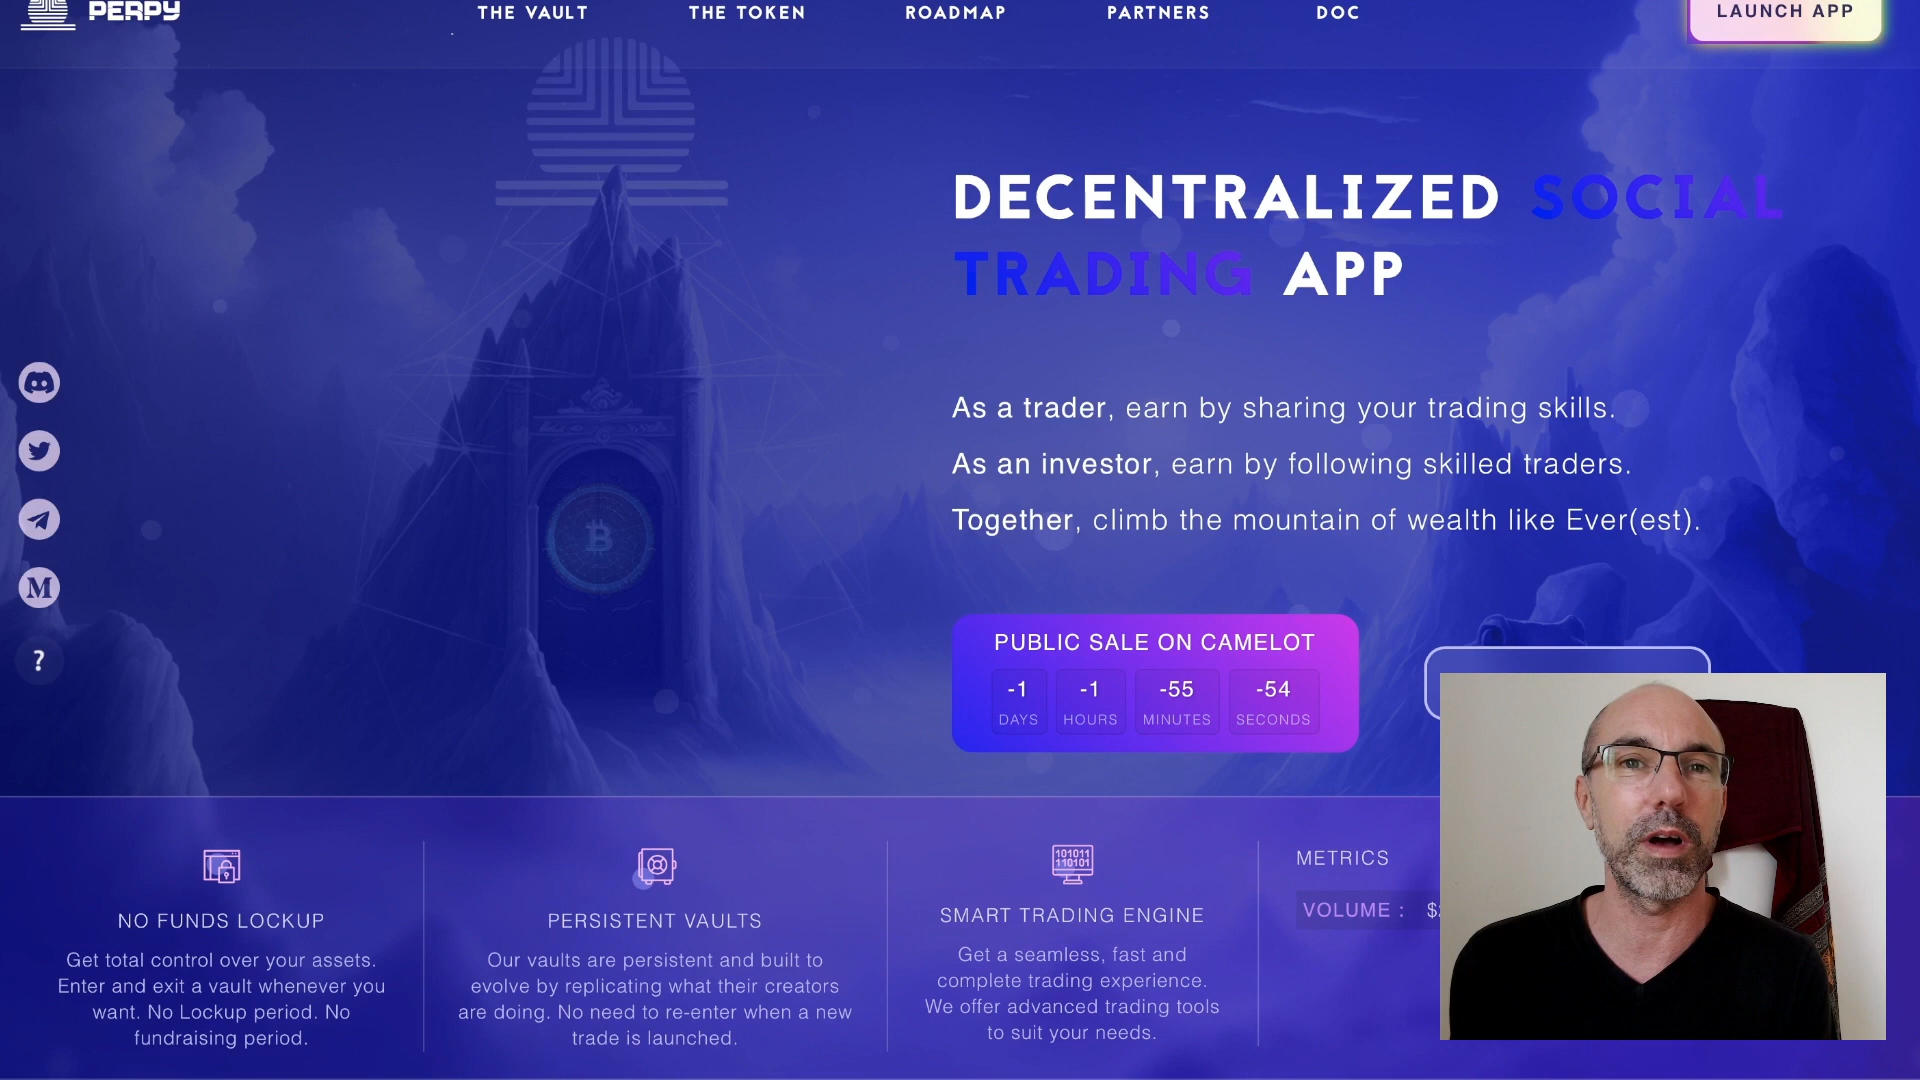 PERPY
THE VAULT
THE TOKEN
ROADMAP
PARTNERS
DOC
LAUNCH APP
DECENTRALIZED SOCIAL
TRADING APP
As a trader, earn by sharing your trading skills.
As an investor, earn by following skilled traders.
Together, climb the mountain of wealth like Ever(est).
PUBLIC SALE ON CAMELOT
-1 -1 -55 -54
DAYS HOURS MINUTES SECONDS
?
NO FUNDS LOCKUP
Get total control over your assets.
Enter and exit a vault whenever you
want. No Lockup period. No
fundraising period.
PERSISTENT VAULTS
Our vaults are persistent and built to
evolve by replicating what their creators
are doing. No need to re-enter when a new
trade is launched.
101011
110101
SMART TRADING ENGINE
Get a seamless, fast and
complete trading experience.
We offer advanced trading tools
to suit your needs.
METRICS
VOLUME : $